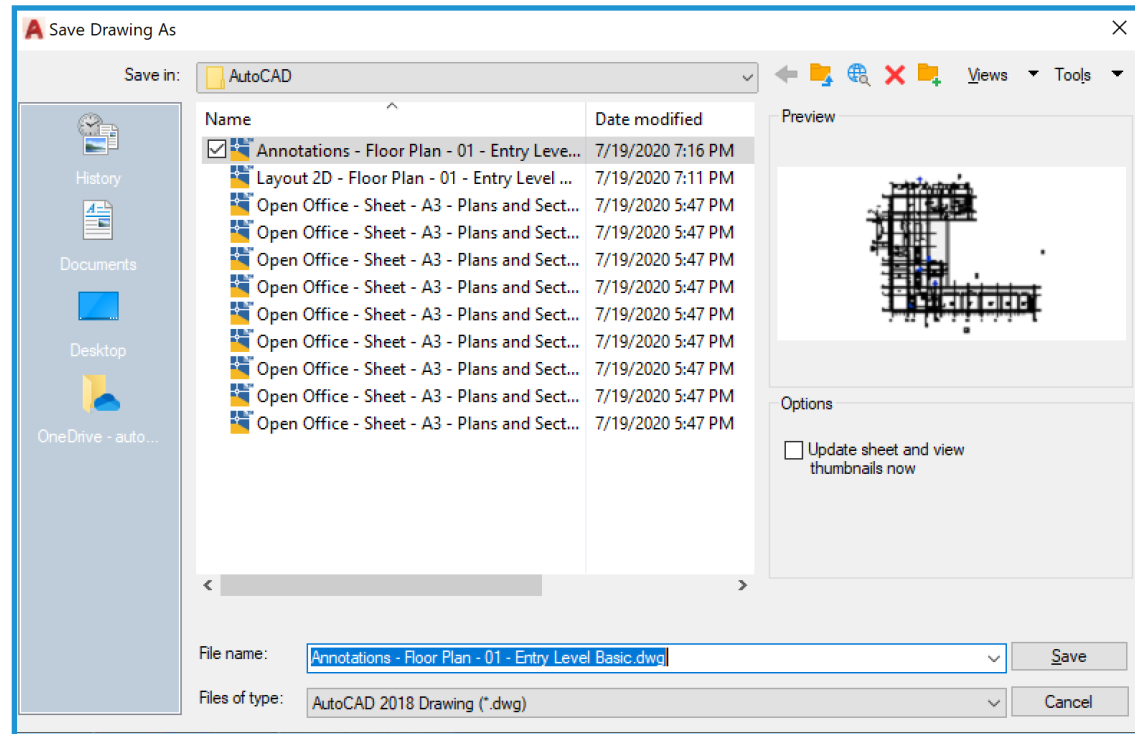 Save Drawing As
Save in: AutoCAD Views Tools
Name Date modified Preview
Annotations - Floor Plan - 01 - Entry Leve... 7/19/2020 7:16 PM
Layout 2D - Floor Plan - 01 - Entry Level ... 7/19/2020 7:11 PM
Open Office - Sheet - A3 - Plans and Sect... 7/19/2020 5:47 PM
Open Office - Sheet - A3 - Plans and Sect... 7/19/2020 5:47 PM
Open Office - Sheet - A3 - Plans and Sect... 7/19/2020 5:47 PM
Open Office - Sheet - A3 - Plans and Sect... 7/19/2020 5:47 PM
Open Office - Sheet - A3 - Plans and Sect... 7/19/2020 5:47 PM
Open Office - Sheet - A3 - Plans and Sect... 7/19/2020 5:47 PM
Open Office - Sheet - A3 - Plans and Sect... 7/19/2020 5:47 PM
Open Office - Sheet - A3 - Plans and Sect... 7/19/2020 5:47 PM
Open Office - Sheet - A3 - Plans and Sect... 7/19/2020 5:47 PM
History
Documents
Desktop
OneDrive - auto...
Options
Update sheet and view
thumbnails now
File name: Annotations - Floor Plan - 01 - Entry Level Basic.dwg Save
Files of type: AutoCAD 2018 Drawing (*.dwg) Cancel